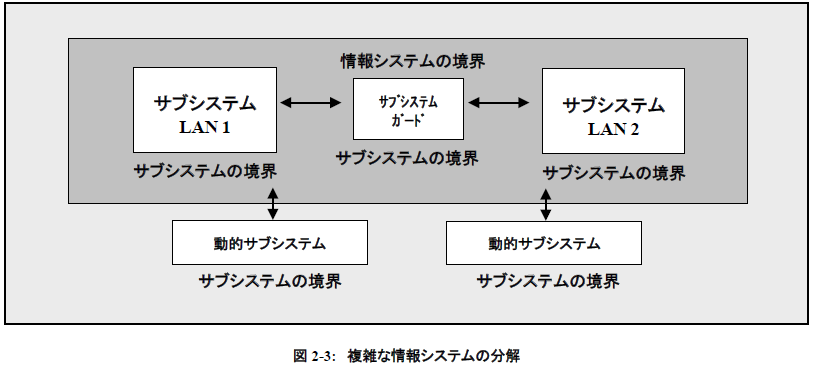 情報システムの境界
サブシステム
LAN 1
ｻﾌﾞｼｽﾃﾑ
ｶﾞｰﾄﾞ
サブシステム
LAN 2
サブシステムの境界
サブシステムの境界
サブシステムの境界
動的サブシステム
動的サブシステム
サブシステムの境界
サブシステムの境界
図 2-3: 複雑な情報システムの分解